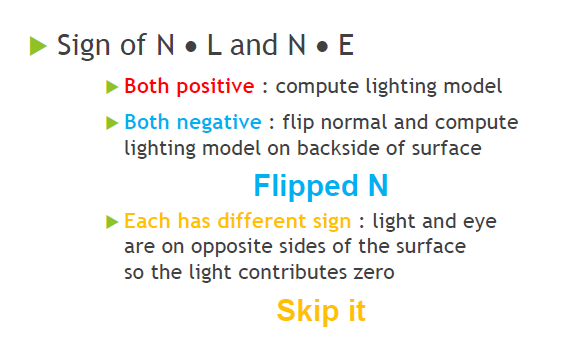 Sign of N • L and N • E
Both positive : compute lighting model
Both negative : flip normal and compute
lighting model on backside of surface
Flipped N
Each has different sign : light and eye
are on opposite sides of the surface
so the light contributes zero
Skip it